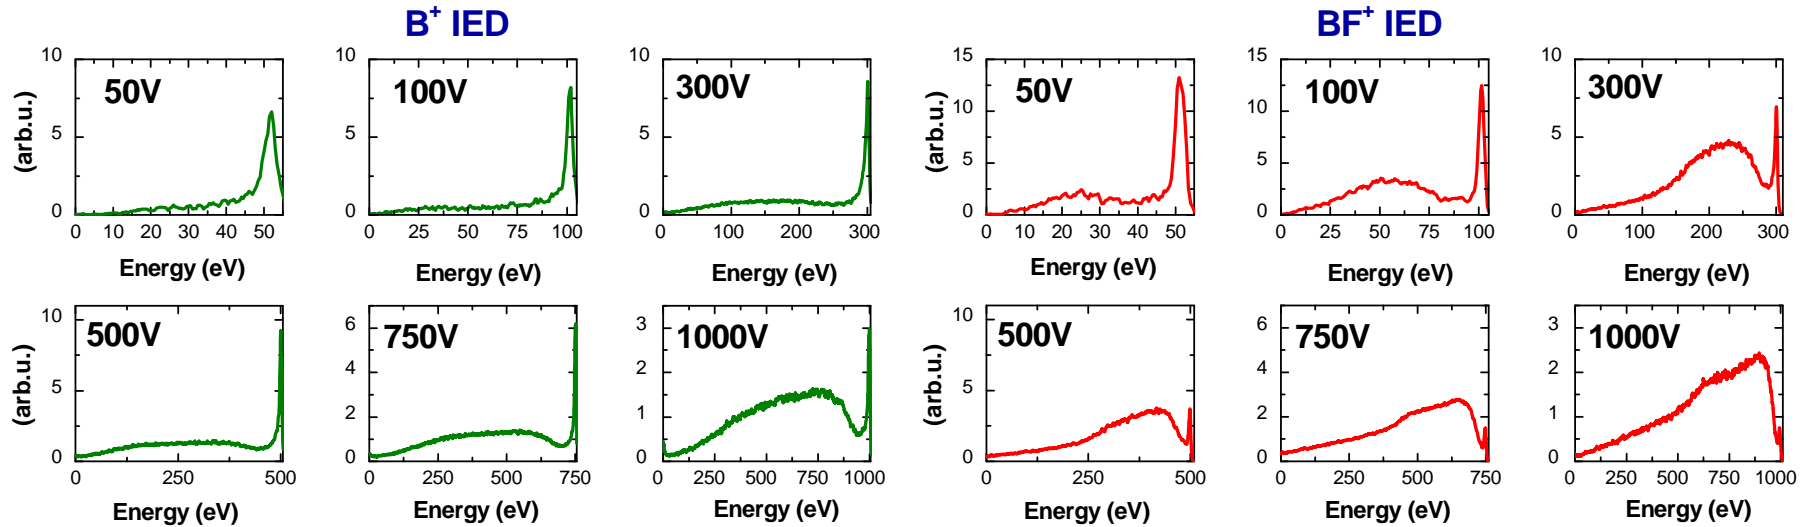 B⁺ IED
BF⁺ IED
50V
(arb.u.)
0 5 10
0 10 20 30 40 50
Energy (eV)
100V
0 5 10
0 25 50 75 100
Energy (eV)
300V
0 5 10
0 100 200 300
Energy (eV)
50V
(arb.u.)
0 5 10 15
0 10 20 30 40 50
Energy (eV)
100V
0 5 10 15
0 25 50 75 100
Energy (eV)
300V
0 5 10
0 100 200 300
Energy (eV)
500V
(arb.u.)
0 5 10
0 250 500
Energy (eV)
750V
0 2 4 6
0 250 500 750
Energy (eV)
1000V
0 1 2 3
0 250 500 750 1000
Energy (eV)
500V
(arb.u.)
0 5 10
0 250 500
Energy (eV)
750V
0 2 4 6
0 250 500 750
Energy (eV)
1000V
0 1 2 3
0 250 500 750 1000
Energy (eV)